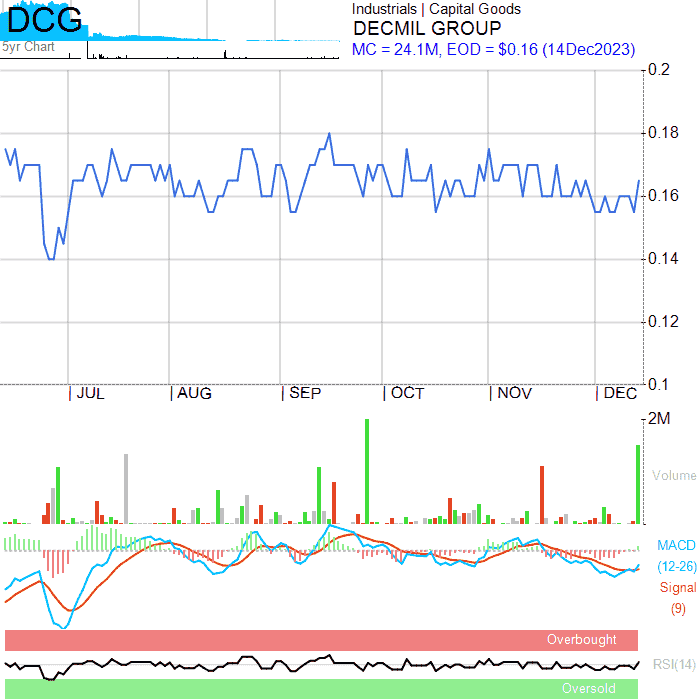 DCG
5yr Chart
Industrials | Capital Goods
DECMIL GROUP
MC = 24.1M, EOD = $0.16 (14Dec2023)
0.2
0.18
0.16
0.14
0.12
0.1
JUL AUG SEP OCT NOV DEC
2M
Volume
MACD
(12-26)
Signal
(9)
Overbought
RSI(14)
Oversold